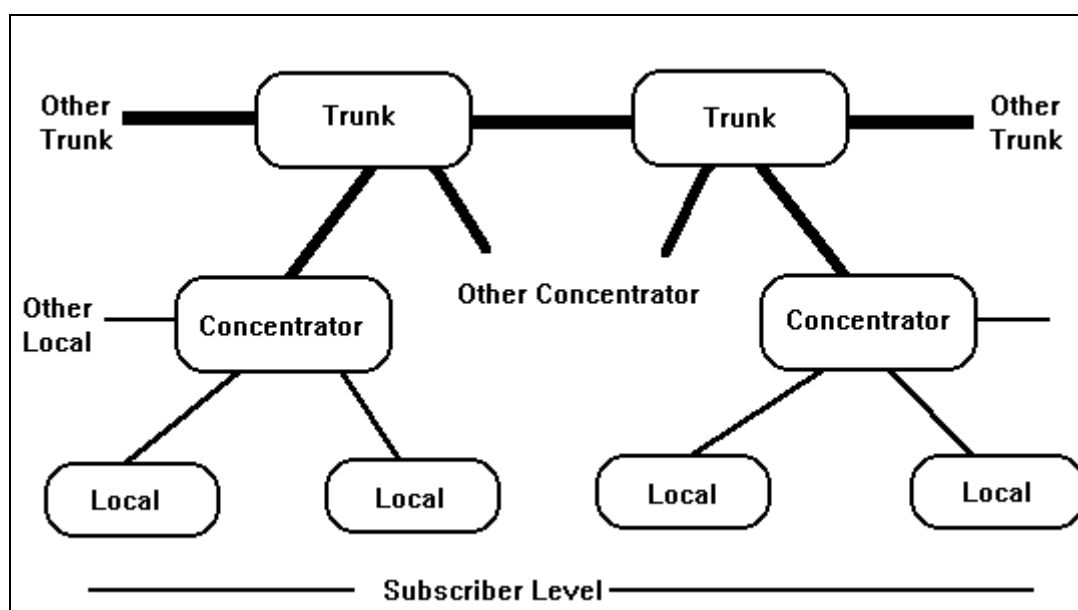 Other
Trunk
Trunk
Trunk
Other
Trunk
Other
Local
Concentrator
Other Concentrator
Concentrator
Local
Local
Local
Local
Subscriber Level